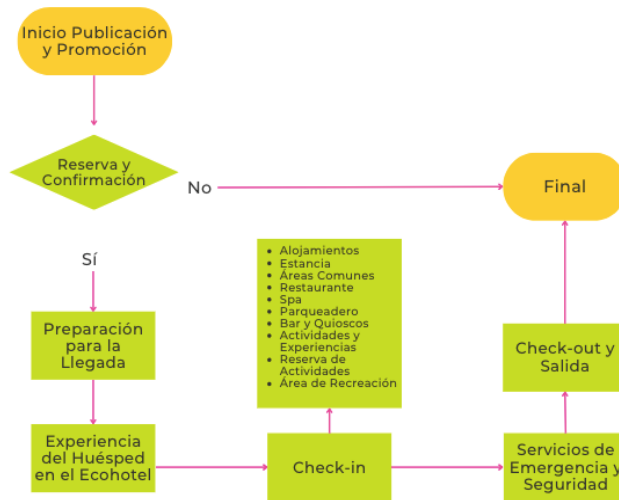 Inicio Publicación
y Promoción
Reserva y
Confirmación
No
Final
Sí
Preparación
para la
Llegada
Experiencia
del Huésped
en el Ecohotel
• Alojamientos
• Estancia
• Áreas Comunes
• Restaurante
• Spa
• Parqueadero
• Bar y Quioscos
• Actividades y
Experiencias
• Reserva de
Actividades
• Área de Recreación
Check-in
Servicios de
Emergencia y
Seguridad
Check-out y
Salida